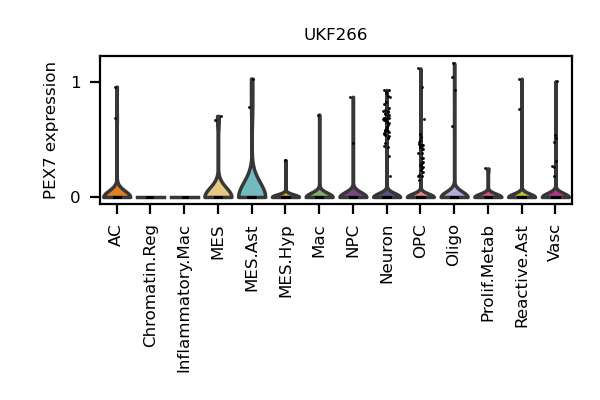 UKF266
PEX7 expression
1
0
AC
Chromatin.Reg
Inflammatory.Mac
MES
MES.Ast
MES.Hyp
Mac
NPC
Neuron
OPC
Oligo
Prolif.Metab
Reactive.Ast
Vasc